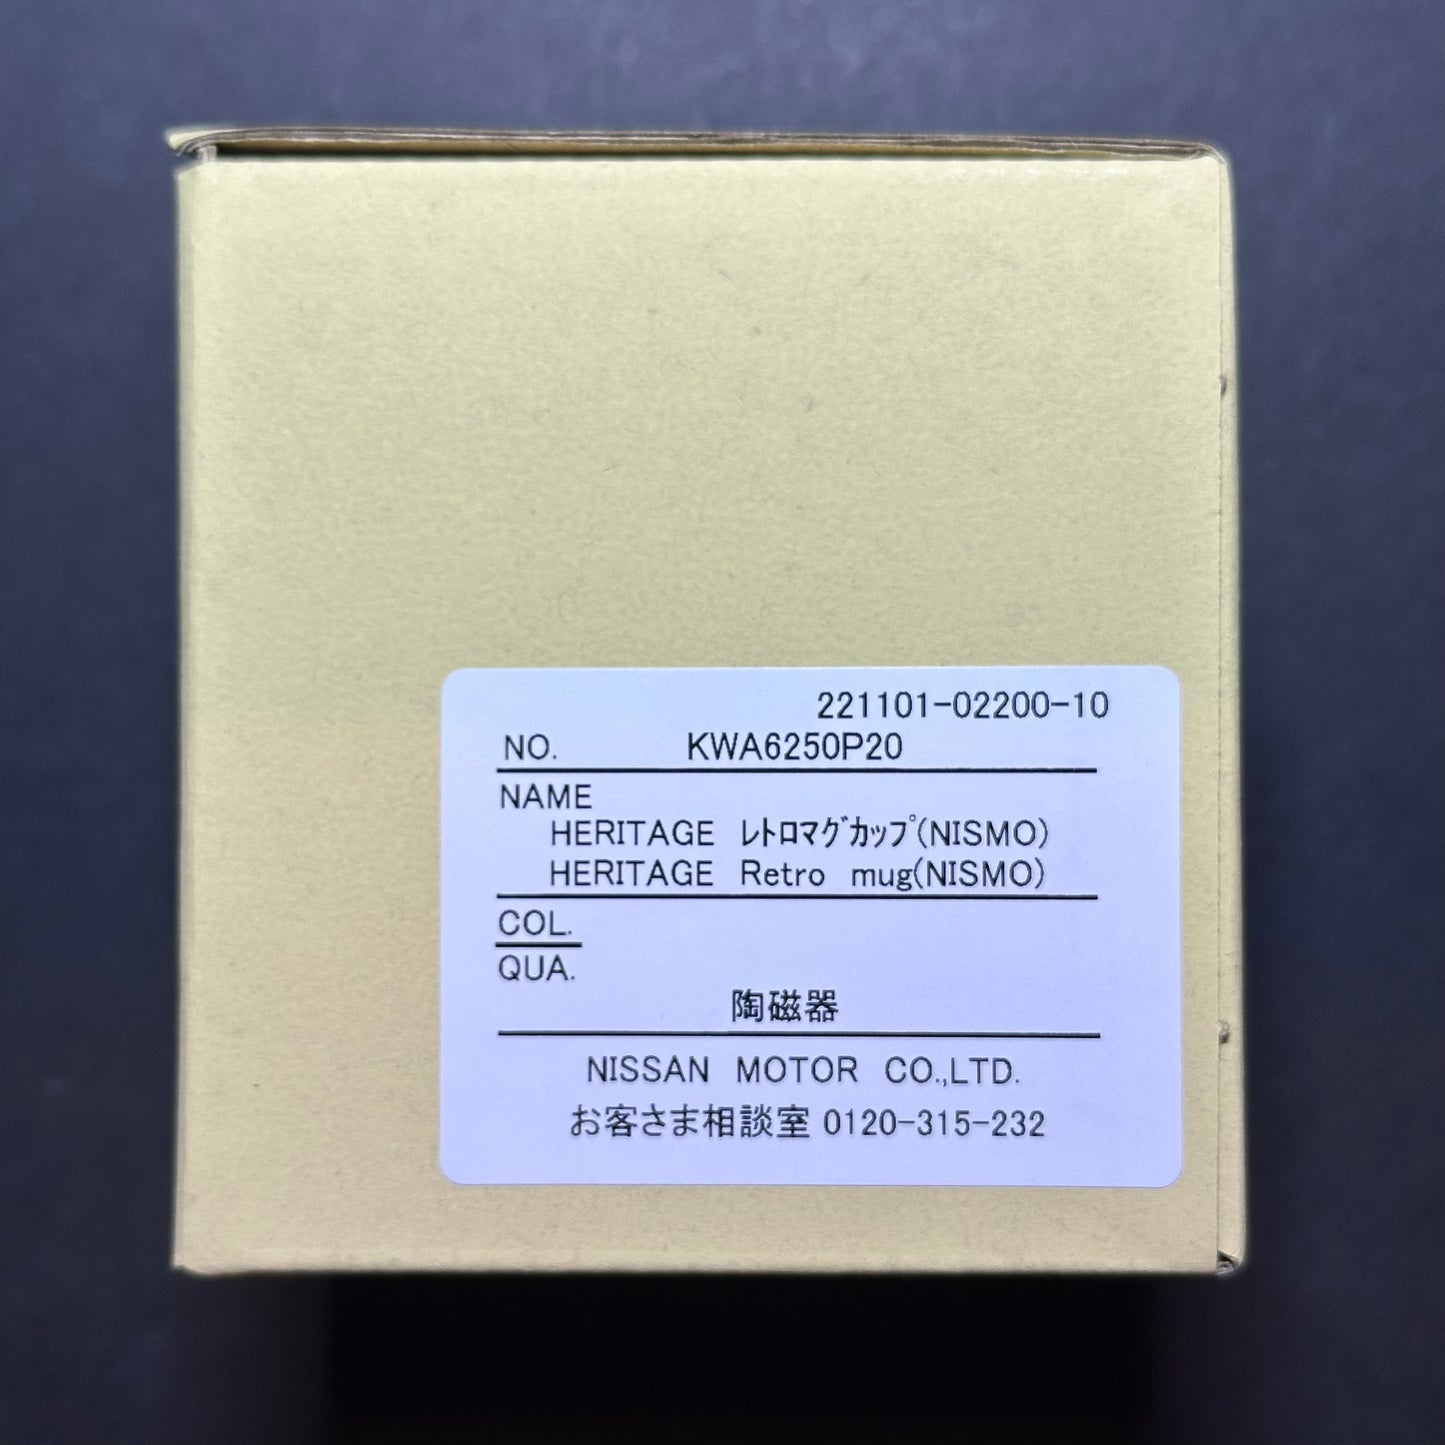 221101-02200-10
NO. KWA6250P20
NAME
HERITAGE ﾚﾄﾛﾏｸﾞｶｯﾌﾟ(NISMO)
HERITAGE Retro mug(NISMO)
COL.
QUA.
陶磁器
NISSAN MOTOR CO.,LTD.
お客さま相談室 0120-315-232